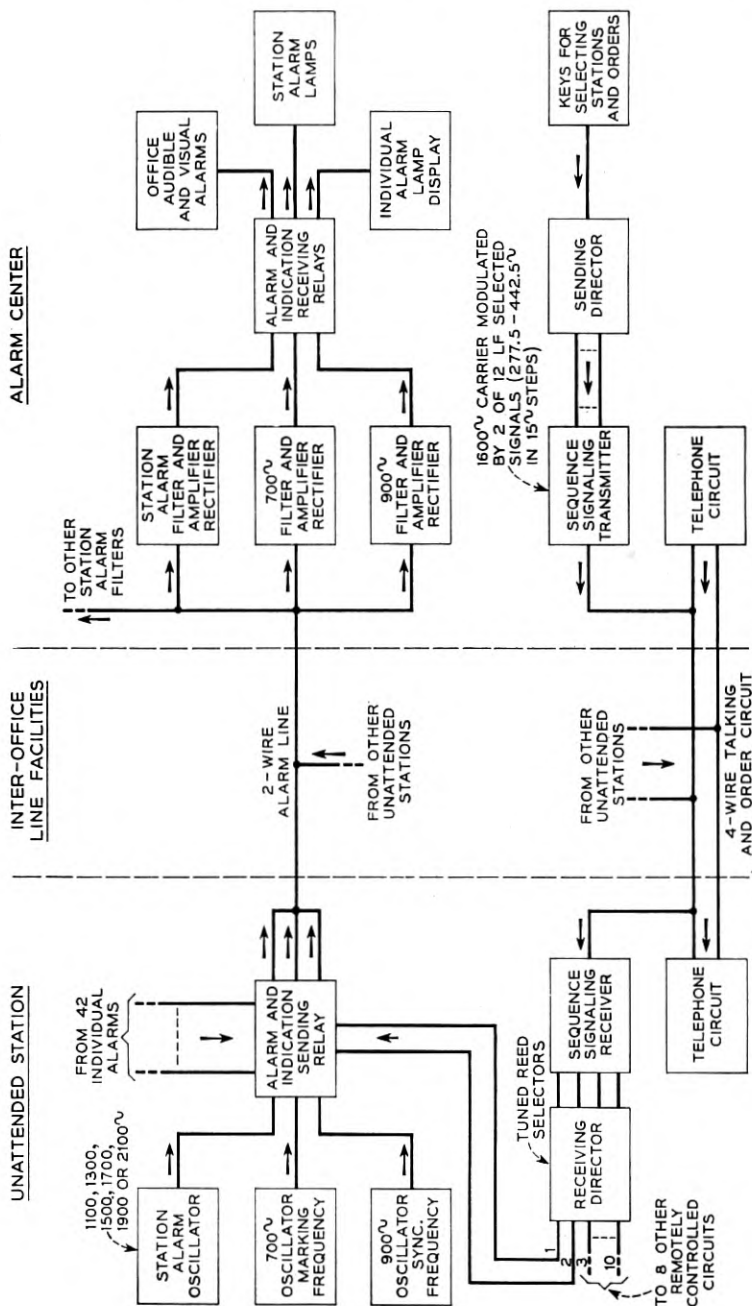 UNATTENDED STATION
INTER-OFFICE
LINE FACILITIES
ALARM CENTER
1100, 1300,
1500, 1700,
1900 OR 2100∿
STATION
ALARM
OSCILLATOR
700∿
OSCILLATOR
MARKING
FREQUENCY
900∿
OSCILLATOR
SYNC.
FREQUENCY
FROM 42
INDIVIDUAL
ALARMS
ALARM AND
INDICATION
SENDING
RELAY
2-WIRE
ALARM LINE
FROM OTHER
UNATTENDED
STATIONS
TO OTHER
STATION
ALARM
FILTERS
STATION
ALARM
FILTER AND
AMPLIFIER
RECTIFIER
700∿
FILTER AND
AMPLIFIER
RECTIFIER
900∿
FILTER AND
AMPLIFIER
RECTIFIER
ALARM AND
INDICATION
RECEIVING
RELAYS
OFFICE
AUDIBLE
AND VISUAL
ALARMS
STATION
ALARM
LAMPS
INDIVIDUAL
ALARM
LAMP
DISPLAY
1
2
3
10
TO 8 OTHER
REMOTELY
CONTROLLED
CIRCUITS
RECEIVING
DIRECTOR
TUNED REED
SELECTORS
SEQUENCE
SIGNALING
RECEIVER
TELEPHONE
CIRCUIT
FROM OTHER
UNATTENDED
STATIONS
4-WIRE TALKING
AND ORDER CIRCUIT
1600∿ CARRIER MODULATED
BY 2 OF 12 LF SELECTED
SIGNALS (277.5-442.5∿
IN 15∿ STEPS)
SEQUENCE
SIGNALING
TRANSMITTER
SENDING
DIRECTOR
KEYS FOR
SELECTING
STATIONS
AND ORDERS
TELEPHONE
CIRCUIT